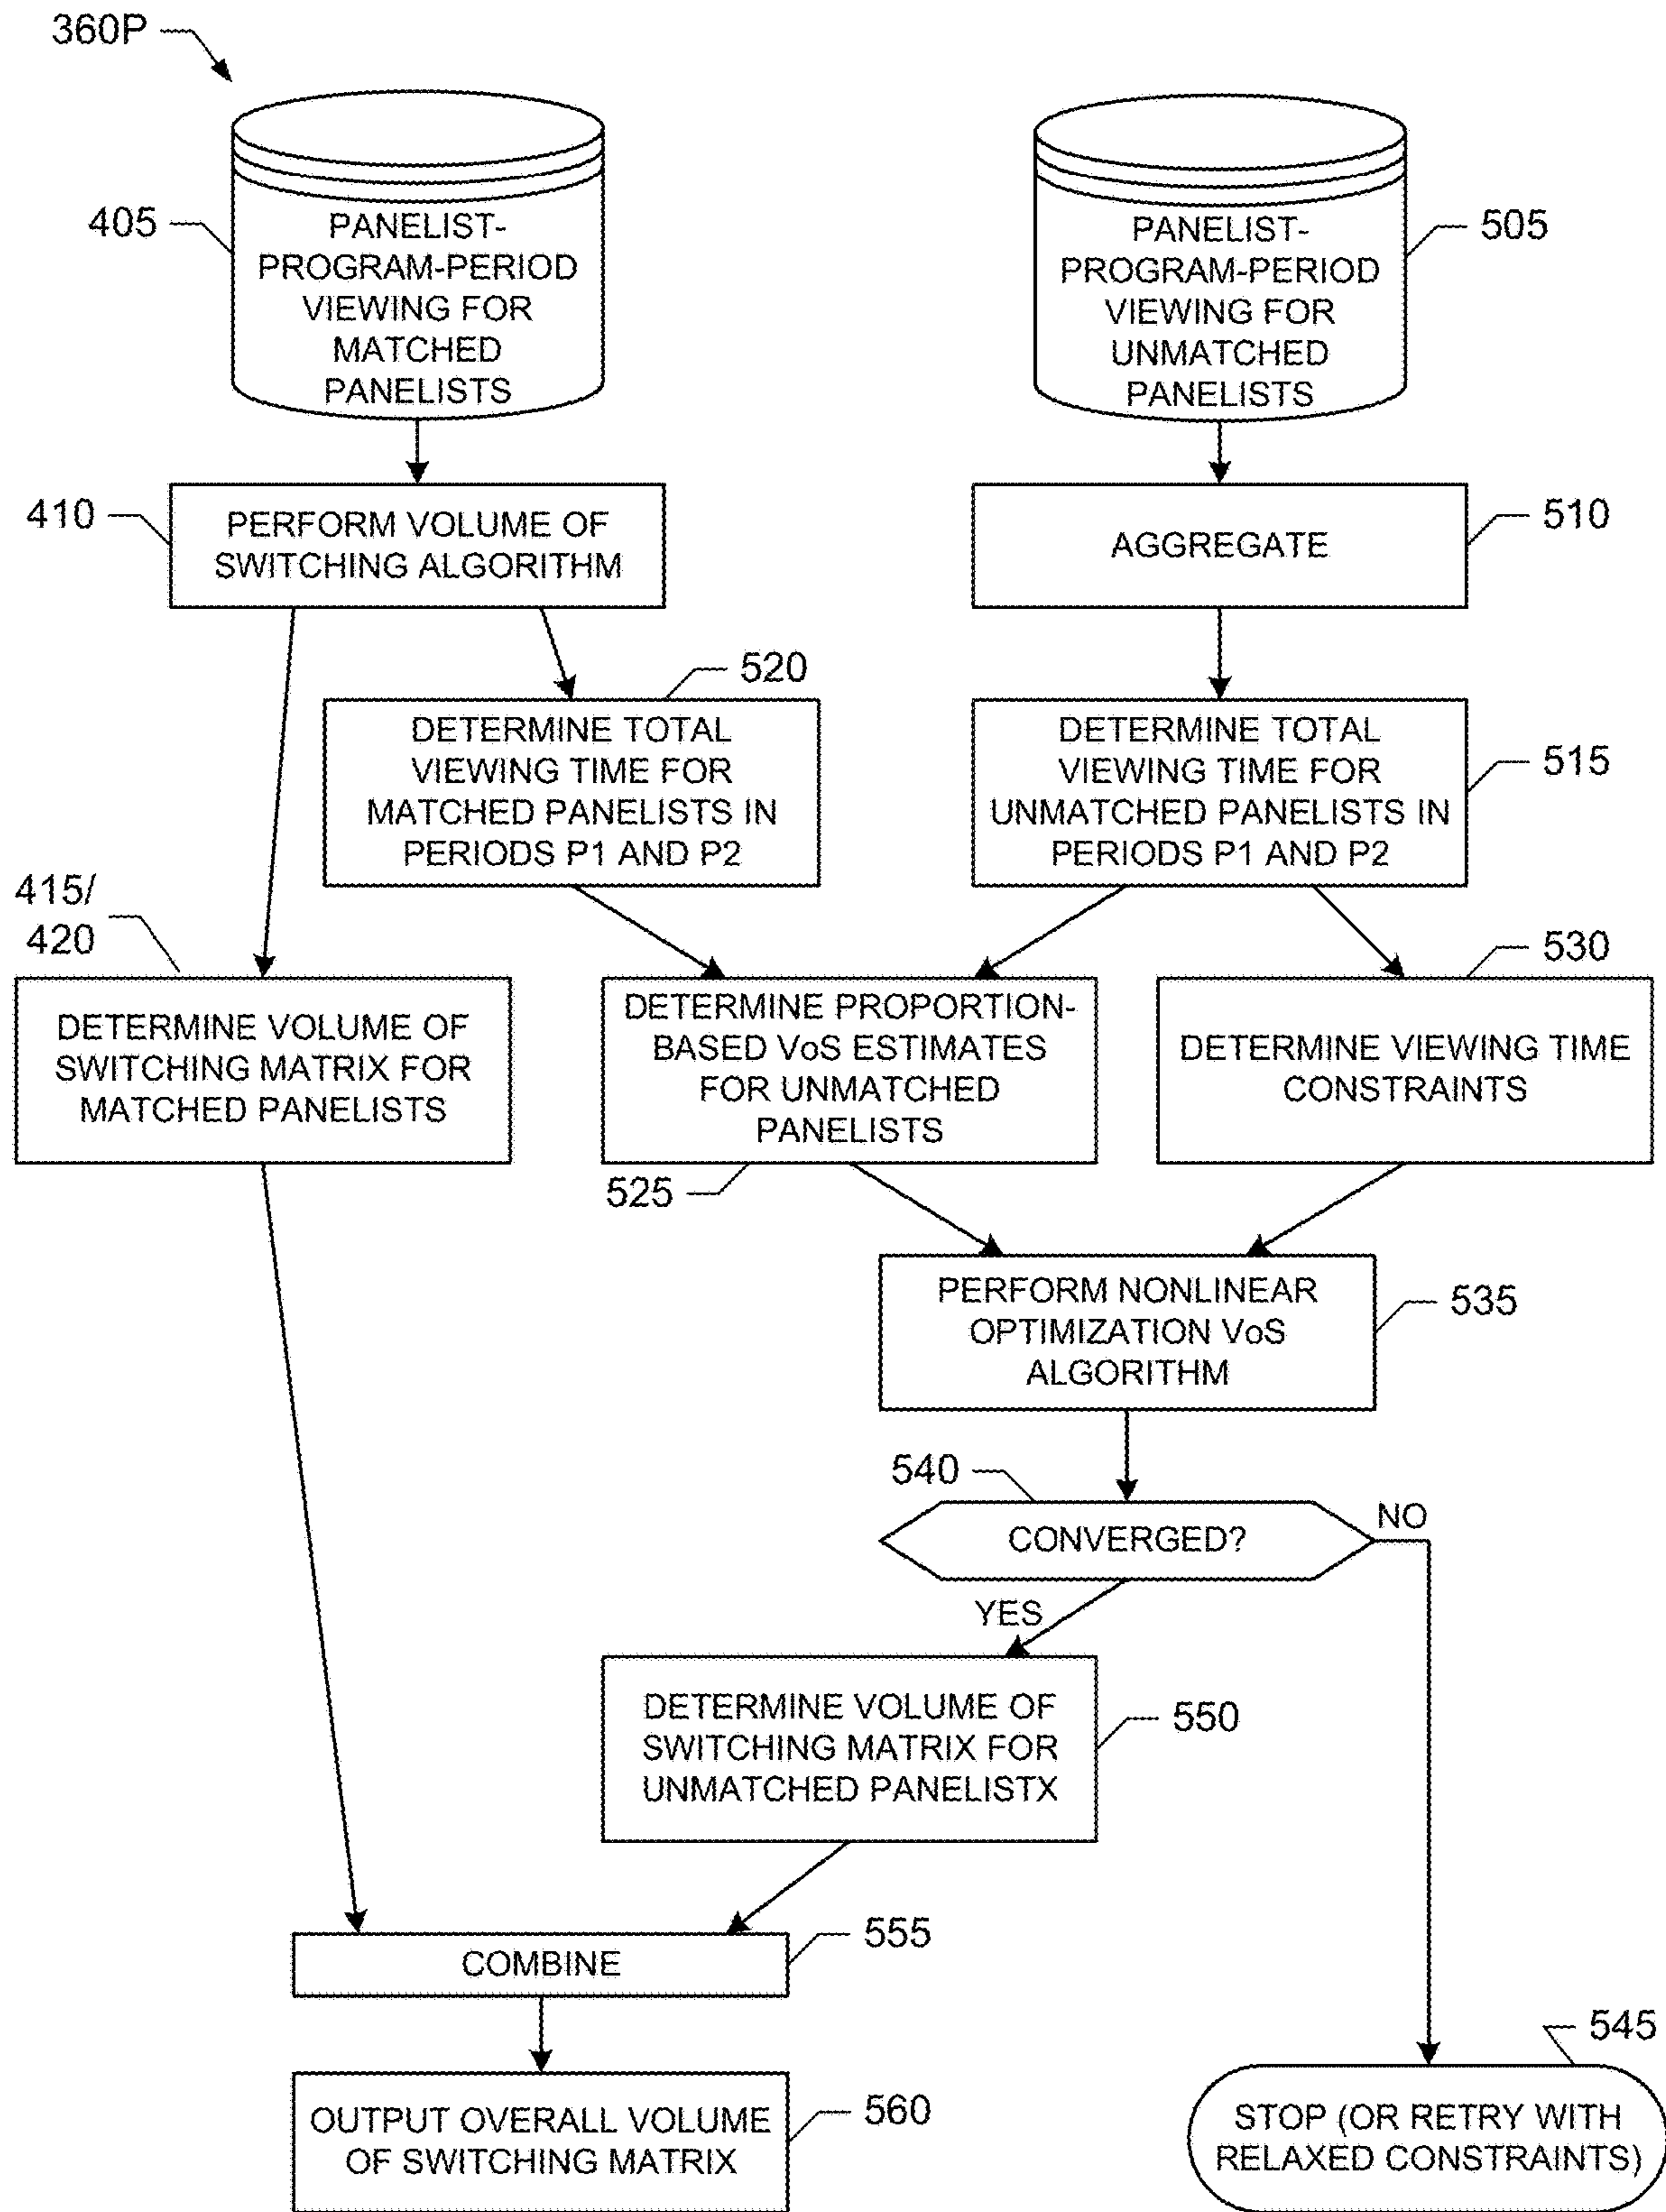 360P
405
PANELIST-
PROGRAM-PERIOD
VIEWING FOR
MATCHED
PANELISTS
PANELIST-
PROGRAM-PERIOD
VIEWING FOR
UNMATCHED
PANELISTS
505
410
PERFORM VOLUME OF
SWITCHING ALGORITHM
AGGREGATE
510
520
DETERMINE TOTAL
VIEWING TIME FOR
MATCHED PANELISTS IN
PERIODS P1 AND P2
DETERMINE TOTAL
VIEWING TIME FOR
UNMATCHED PANELISTS IN
PERIODS P1 AND P2
515
415/
420
DETERMINE VOLUME OF
SWITCHING MATRIX FOR
MATCHED PANELISTS
DETERMINE PROPORTION-
BASED VoS ESTIMATES
FOR UNMATCHED
PANELISTS
525
530
DETERMINE VIEWING TIME
CONSTRAINTS
PERFORM NONLINEAR
OPTIMIZATION VoS
ALGORITHM
535
540
CONVERGED?
NO
YES
DETERMINE VOLUME OF
SWITCHING MATRIX FOR
UNMATCHED PANELISTX
550
COMBINE
555
545
OUTPUT OVERALL VOLUME
OF SWITCHING MATRIX
560
STOP (OR RETRY WITH
RELAXED CONSTRAINTS)